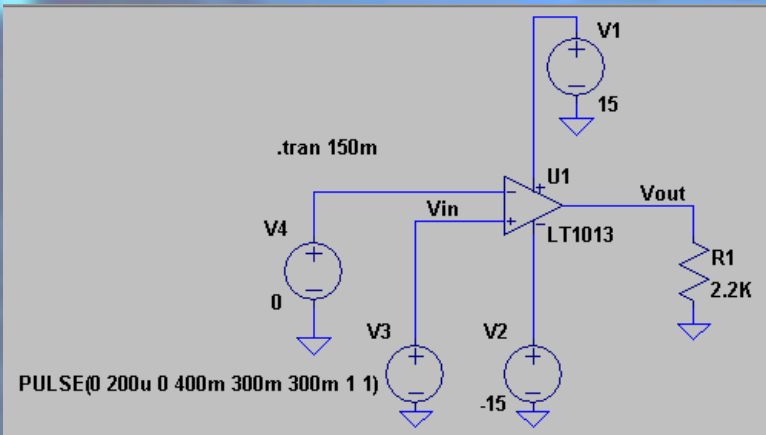 V1
15
.tran 150m
U1
Vin
Vout
V4
LT1013
R1
2.2K
0
V3
V2
PULSE(0 200u 0 400m 300m 300m 1 1)
-15